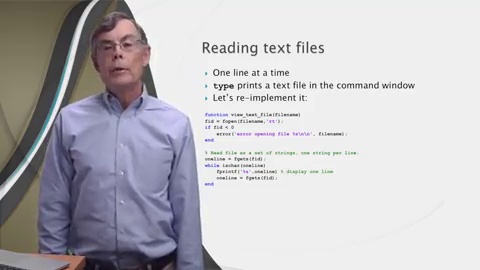 Reading text files
One line at a time
type prints a text file in the command window
Let's re-implement it:
function view_text_file(filename)
fid = fopen(filename,'rt');
if fid < 0
error('error opening file %s\n\n', filename);
end
% Read file as a set of strings, one string per line.
oneline = fgets(fid);
while ischar(oneline)
fprintf('%s',oneline) % display one line
oneline = fgets(fid);
end